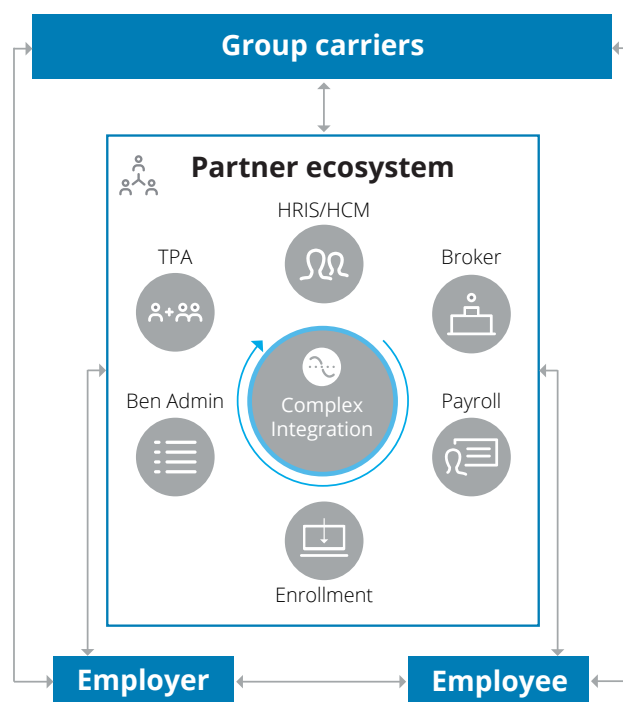 Group carriers
Partner ecosystem
HRIS/HCM
TPA
Broker
Complex
Integration
Ben Admin
Payroll
Enrollment
Employer
Employee